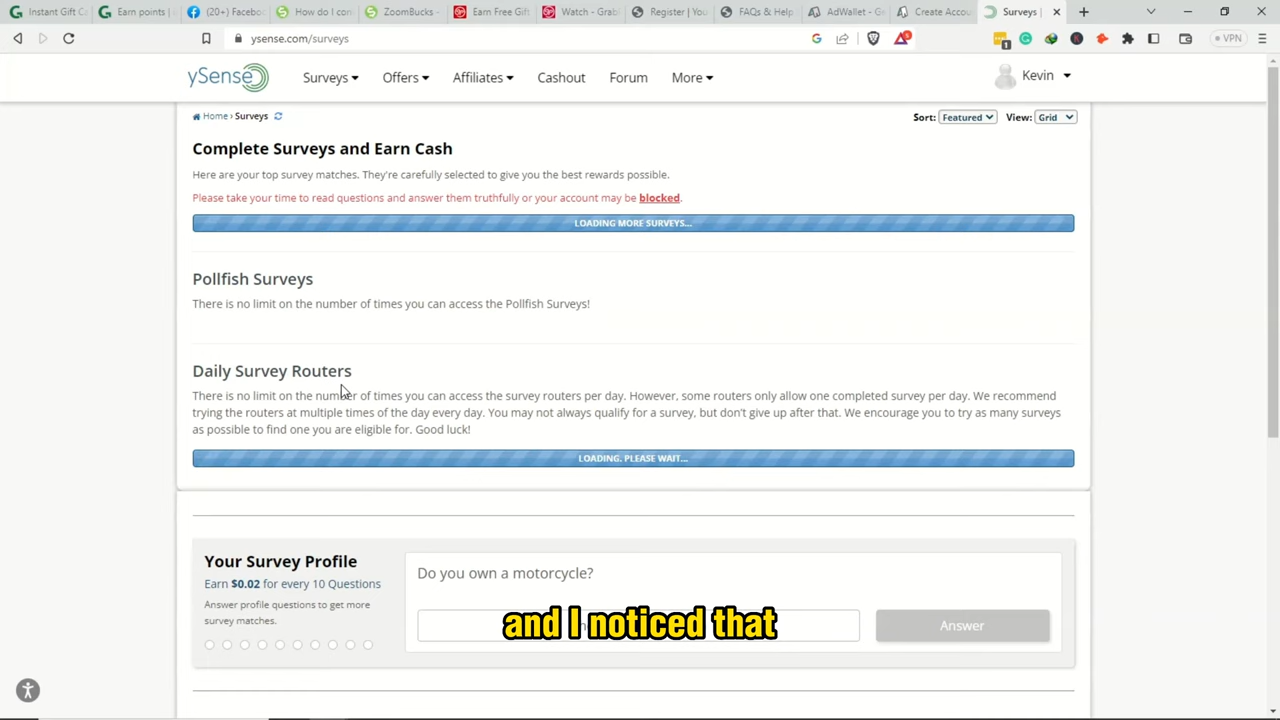 Instant Gift Ca
Earn points | e
(20+) Faceboo
How do I con
ZoomBucks -
Earn Free Gif
Watch - Grab
Register | You
FAQs & Help
AdWallet - Ge
Create Accou
Surveys |
ysense.com/surveys
1
VPN
ySense
Surveys
Offers
Affiliates
Cashout
Forum
More
Kevin
Home › Surveys
Sort: Featured
View: Grid
Complete Surveys and Earn Cash
Here are your top survey matches. They're carefully selected to give you the best rewards possible.
Please take your time to read questions and answer them truthfully or your account may be blocked.
LOADING MORE SURVEYS...
Pollfish Surveys
There is no limit on the number of times you can access the Pollfish Surveys!
Daily Survey Routers
There is no limit on the number of times you can access the survey routers per day. However, some routers only allow one completed survey per day. We recommend
trying the routers at multiple times of the day every day. You may not always qualify for a survey, but don't give up after that. We encourage you to try as many surveys
as possible to find one you are eligible for. Good luck!
LOADING. PLEASE WAIT...
Your Survey Profile
Earn $0.02 for every 10 Questions
Answer profile questions to get more
survey matches.
Do you own a motorcycle?
Answer
and I noticed that